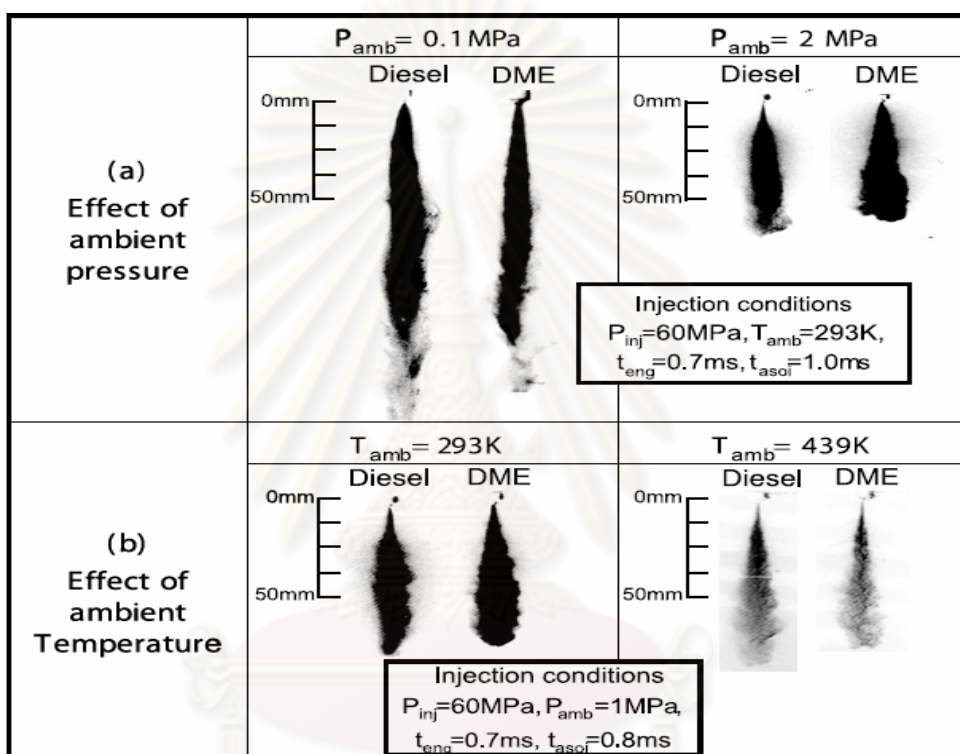 P_amb= 0.1 MPa
P_amb= 2 MPa
Diesel DME
Diesel DME
0mm
50mm
0mm
50mm
(a)
Effect of
ambient
pressure
Injection conditions
P_inj=60MPa, T_amb=293K,
t_eng=0.7ms, t_asoi=1.0ms
T_amb= 293K
T_amb= 439K
Diesel DME
Diesel DME
0mm
50mm
0mm
50mm
(b)
Effect of
ambient
Temperature
Injection conditions
P_inj=60MPa, P_amb=1MPa,
t_eng=0.7ms, t_asoi=0.8ms